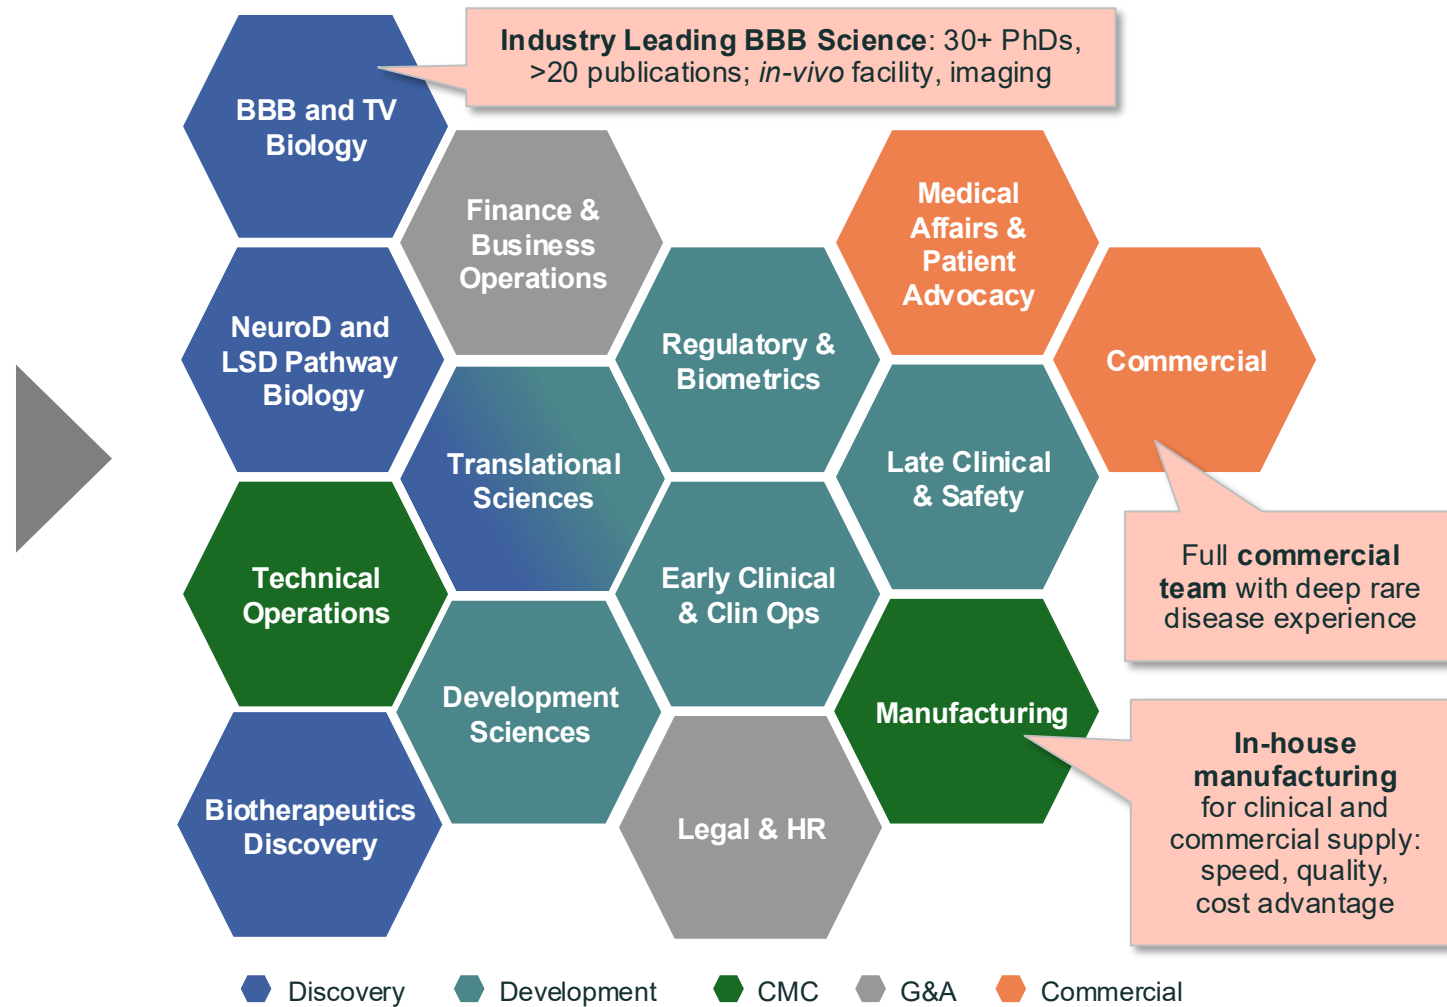 Industry Leading BBB Science: 30+ PhDs,
>20 publications; in-vivo facility, imaging
BBB and TV
Biology
Finance &
Business
Operations
Medical
Affairs &
Patient
Advocacy
NeuroD and
LSD Pathway
Biology
Regulatory &
Biometrics
Commercial
Translational
Sciences
Late Clinical
& Safety
Full commercial
team with deep rare
disease experience
Technical
Operations
Early Clinical
& Clin Ops
Development
Sciences
Manufacturing
In-house
manufacturing
for clinical and
commercial supply:
speed, quality,
cost advantage
Biotherapeutics
Discovery
Legal & HR
Discovery
Development
CMC
G&A
Commercial